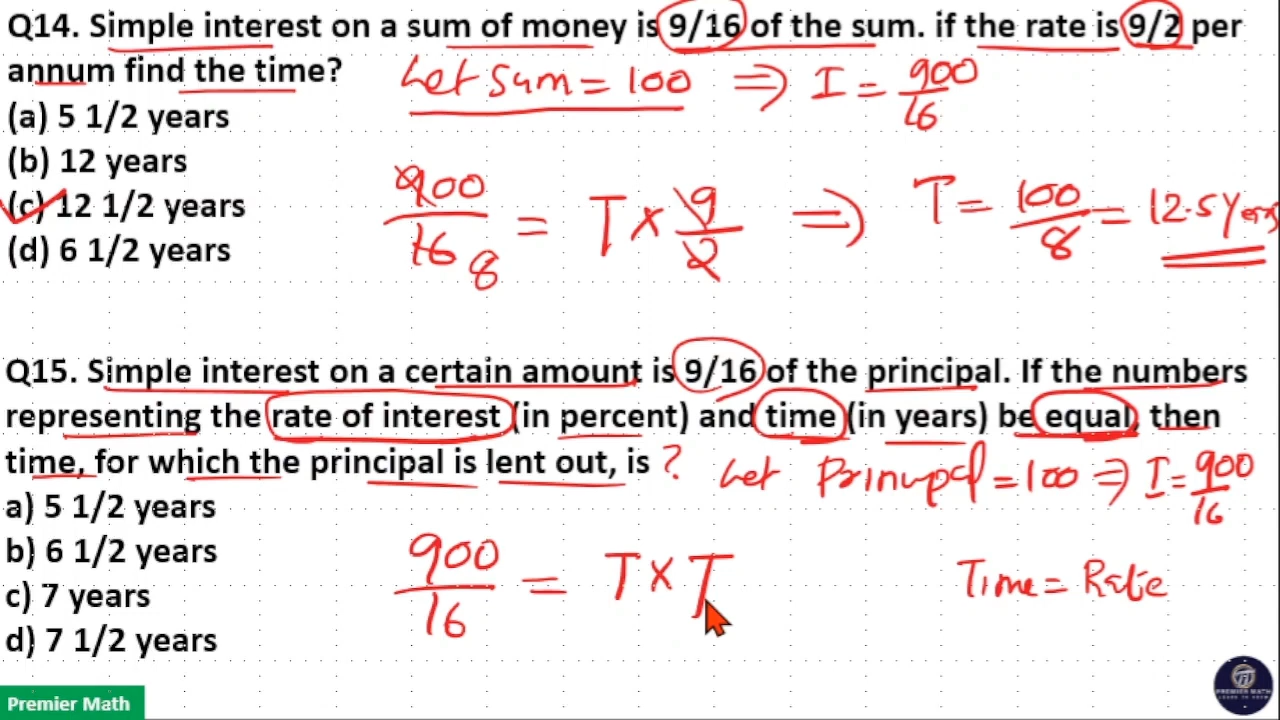 Q14. Simple interest on a sum of money is 9/16 of the sum. if the rate is 9/2 per
annum find the time?
Let Sum = 100 ⇒ I = 900/16
(a) 5 1/2 years
(b) 12 years
(c) 12 1/2 years
(d) 6 1/2 years
900/16 8 = T × 9/2 ⇒ T = 100/8 = 12.5 Years
Q15. Simple interest on a certain amount is 9/16 of the principal. If the numbers
representing the rate of interest (in percent) and time (in years) be equal, then
time, for which the principal is lent out, is ?
Let Principal = 100 ⇒ I = 900/16
a) 5 1/2 years
b) 6 1/2 years
c) 7 years
d) 7 1/2 years
900/16 = T × T
Time = Rate
Premier Math
PREMIER MATH
LEARN TO KNOW